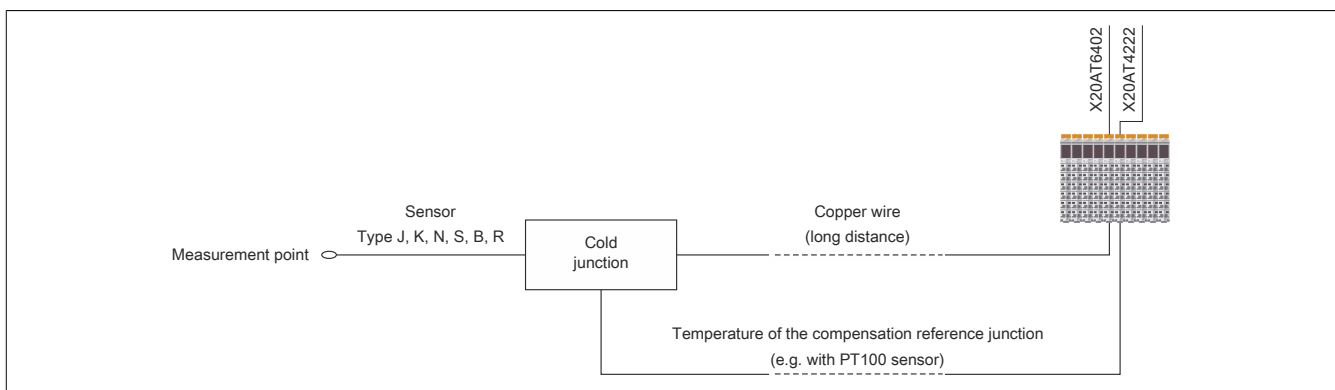 X20AT6402
X20AT4222
Sensor
Type J, K, N, S, B, R
Copper wire
(long distance)
Measurement point
Cold
junction
Temperature of the compensation reference junction
(e.g. with PT100 sensor)